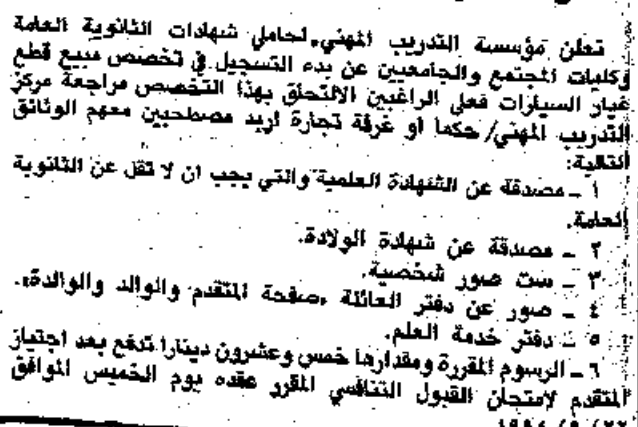 تعلن مؤسسة التدريب المهني لحاملي شهادات الثانوية العامة
وكليات المجتمع والجامعيين عن بدء التسجيل في تخصص مبيع قطع
غيار السيارات فعلى الراغبين الالتحاق بهذا التخصص مراجعة مركز
التدريب المهني/ حكما او غرفة تجارة اربد مصطحبين معهم الوثائق
التالية:
١ ـ مصدقة عن الشهادة العلمية والتي يجب ان لا تقل عن الثانوية
العامة.
٢ ـ مصدقة عن شهادة الولادة.
٣ ـ ست صور شخصية.
٤ ـ صور عن دفتر العائلة «صفحة المتقدم والوالد والوالدة».
٥ ـ دفتر خدمة العلم.
٦ ـ الرسوم المقررة ومقدارها خمس وعشرون دينارا تدفع بعد اجتياز
المتقدم لامتحان القبول التنافسي المقرر عقده يوم الخميس الموافق